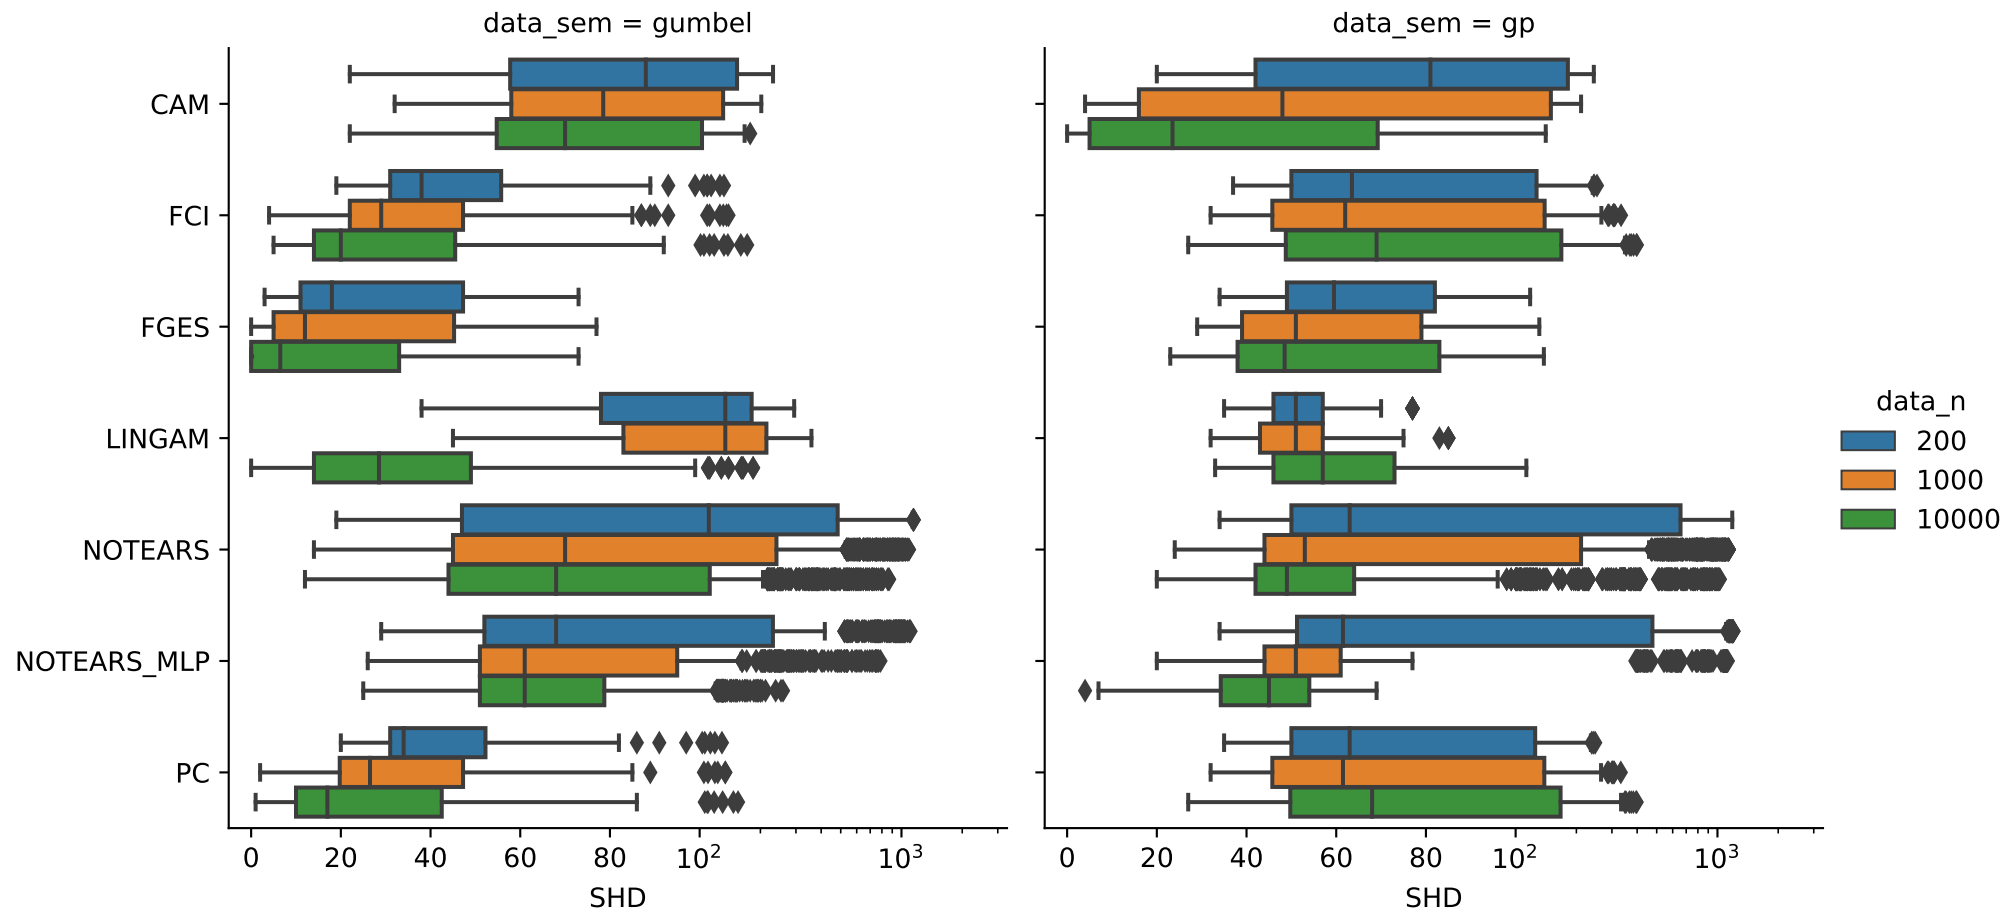 data_sem = gumbel
data_sem = gp
CAM
FCI
FGES
LINGAM
NOTEARS
NOTEARS_MLP
PC
data_n
200
1000
10000
0 20 40 60 80 10² 10³
0 20 40 60 80 10² 10³
SHD
SHD